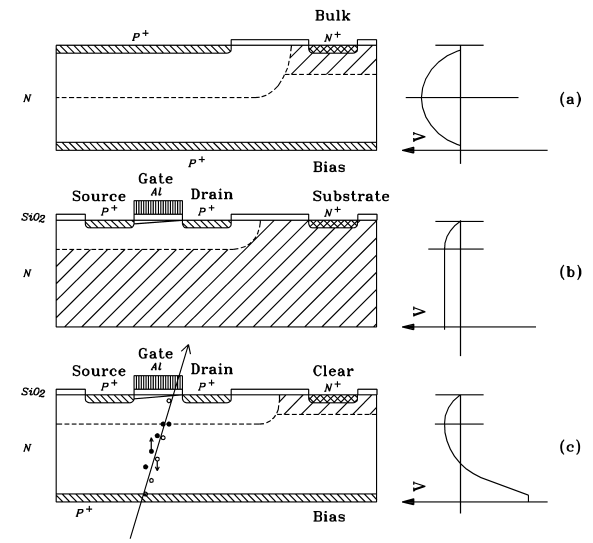 Bulk
P+ N+
N
V (a)
P+ Bias
Gate
Source Al Drain Substrate
P+ P+ N+
SiO2
N
(b)
V
Gate
Source Al Drain Clear
P+ P+ N+
SiO2
N
(c)
V
P+ Bias